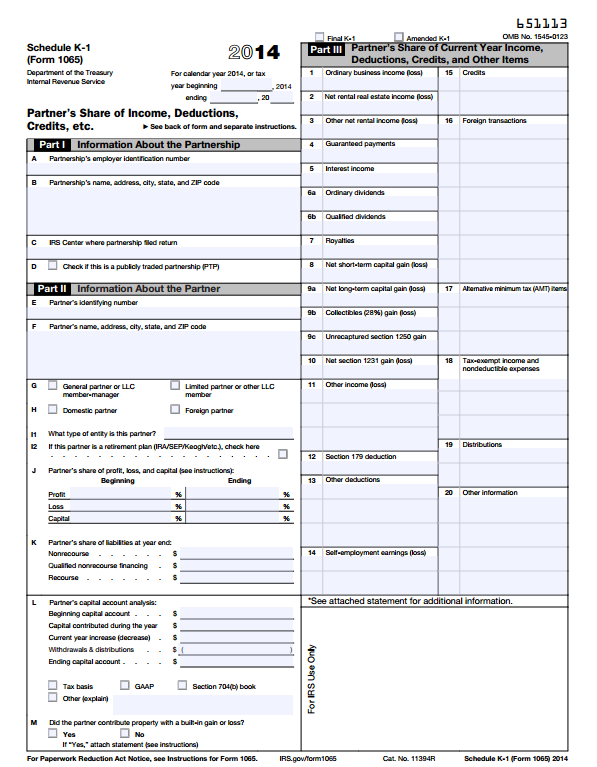 651113
Final K-1
Amended K-1
OMB No. 1545-0123
Schedule K-1
(Form 1065)
2014
Department of the Treasury
Internal Revenue Service
For calendar year 2014, or tax
year beginning , 2014
ending , 20
Partner's Share of Income, Deductions,
Credits, etc.
► See back of form and separate instructions.
Part I Information About the Partnership
A Partnership's employer identification number
B Partnership's name, address, city, state, and ZIP code
C IRS Center where partnership filed return
D Check if this is a publicly traded partnership (PTP)
Part II Information About the Partner
E Partner's identifying number
F Partner's name, address, city, state, and ZIP code
G General partner or LLC
member-manager
Limited partner or other LLC
member
H Domestic partner
Foreign partner
I1 What type of entity is this partner?
I2 If this partner is a retirement plan (IRA/SEP/Keogh/etc.), check here
. . . . . . . . . . . . . . . . . .
J Partner's share of profit, loss, and capital (see instructions):
Beginning Ending
Profit % %
Loss % %
Capital % %
K Partner's share of liabilities at year end:
Nonrecourse . . . . . . $
Qualified nonrecourse financing . $
Recourse . . . . . . . $
L Partner's capital account analysis:
Beginning capital account . . . $
Capital contributed during the year $
Current year increase (decrease) . $
Withdrawals & distributions . . $ ( )
Ending capital account . . . . $
Tax basis
GAAP
Section 704(b) book
Other (explain)
M Did the partner contribute property with a built-in gain or loss?
Yes
No
If "Yes," attach statement (see instructions)
Part III Partner's Share of Current Year Income,
Deductions, Credits, and Other Items
1 Ordinary business income (loss)
2 Net rental real estate income (loss)
3 Other net rental income (loss)
4 Guaranteed payments
5 Interest income
6a Ordinary dividends
6b Qualified dividends
7 Royalties
8 Net short-term capital gain (loss)
9a Net long-term capital gain (loss)
9b Collectibles (28%) gain (loss)
9c Unrecaptured section 1250 gain
10 Net section 1231 gain (loss)
11 Other income (loss)
12 Section 179 deduction
13 Other deductions
14 Self-employment earnings (loss)
15 Credits
16 Foreign transactions
17 Alternative minimum tax (AMT) items
18 Tax-exempt income and
nondeductible expenses
19 Distributions
20 Other information
*See attached statement for additional information.
For IRS Use Only
For Paperwork Reduction Act Notice, see Instructions for Form 1065.
IRS.gov/form1065
Cat. No. 11394R
Schedule K-1 (Form 1065) 2014